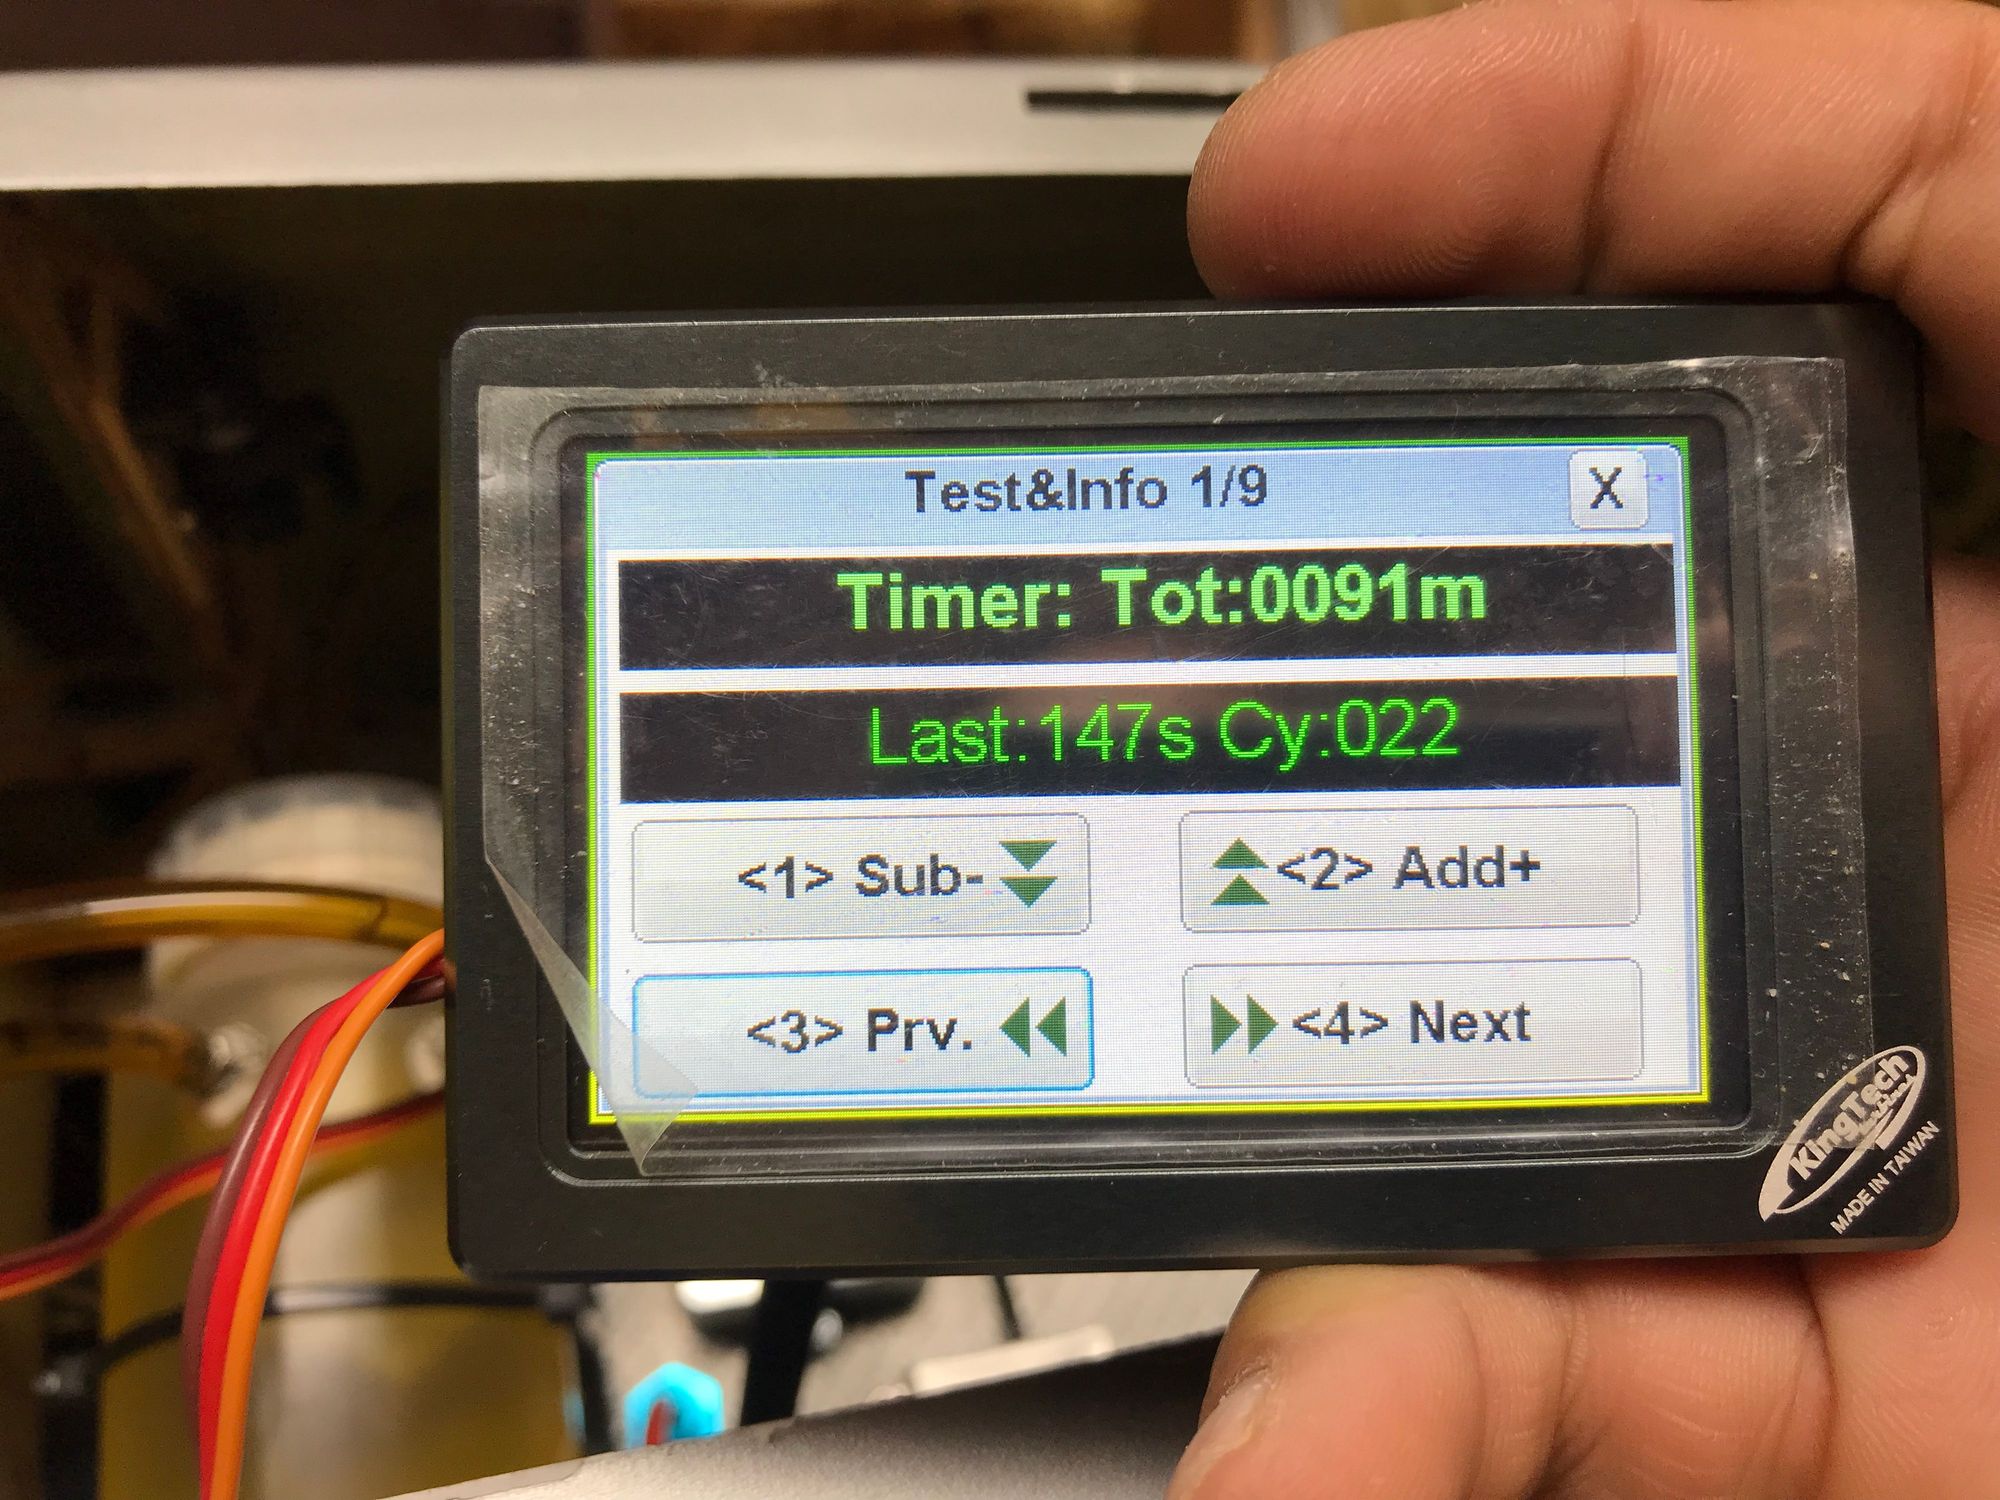 Test&Info 1/9
X
Timer: Tot:0091m
Last:147s Cy:022
<1> Sub-
<2> Add+
<3> Prv.
<4> Next
KingTech
MADE IN TAIWAN